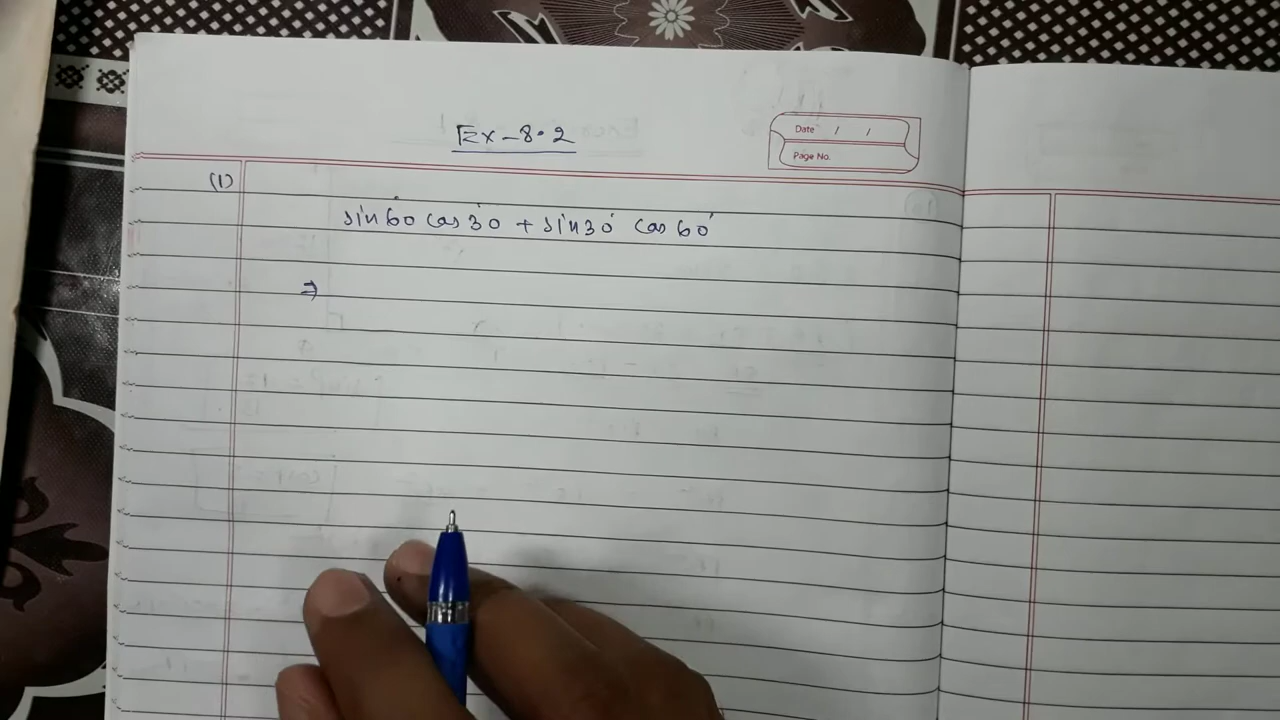 Ex-8.2
Date / /
Page No.
(1)
sin60° cos30° + sin30° cos60°
⇒